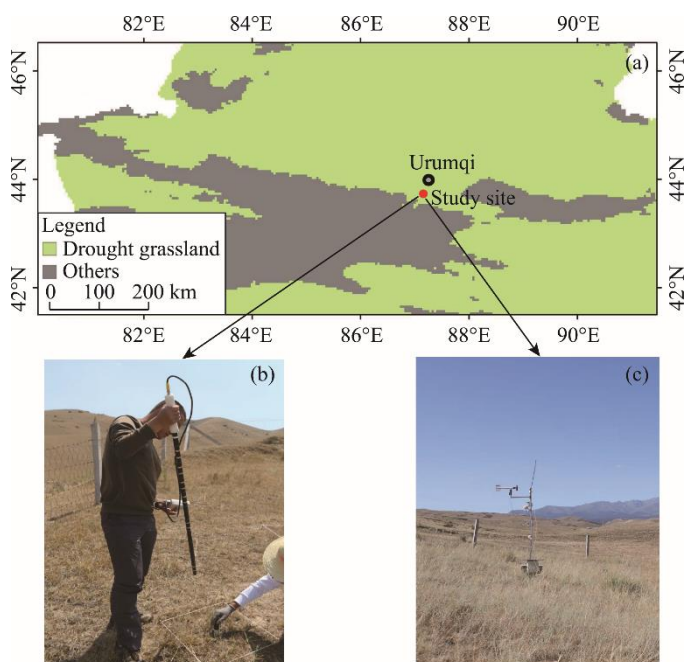 82°E 84°E 86°E 88°E 90°E
(a)
46°N 46°N
Urumqi
44°N 44°N
Study site
Legend
Drought grassland
Others
42°N 42°N
0 100 200 km
82°E 84°E 86°E 88°E 90°E
(b) (c)